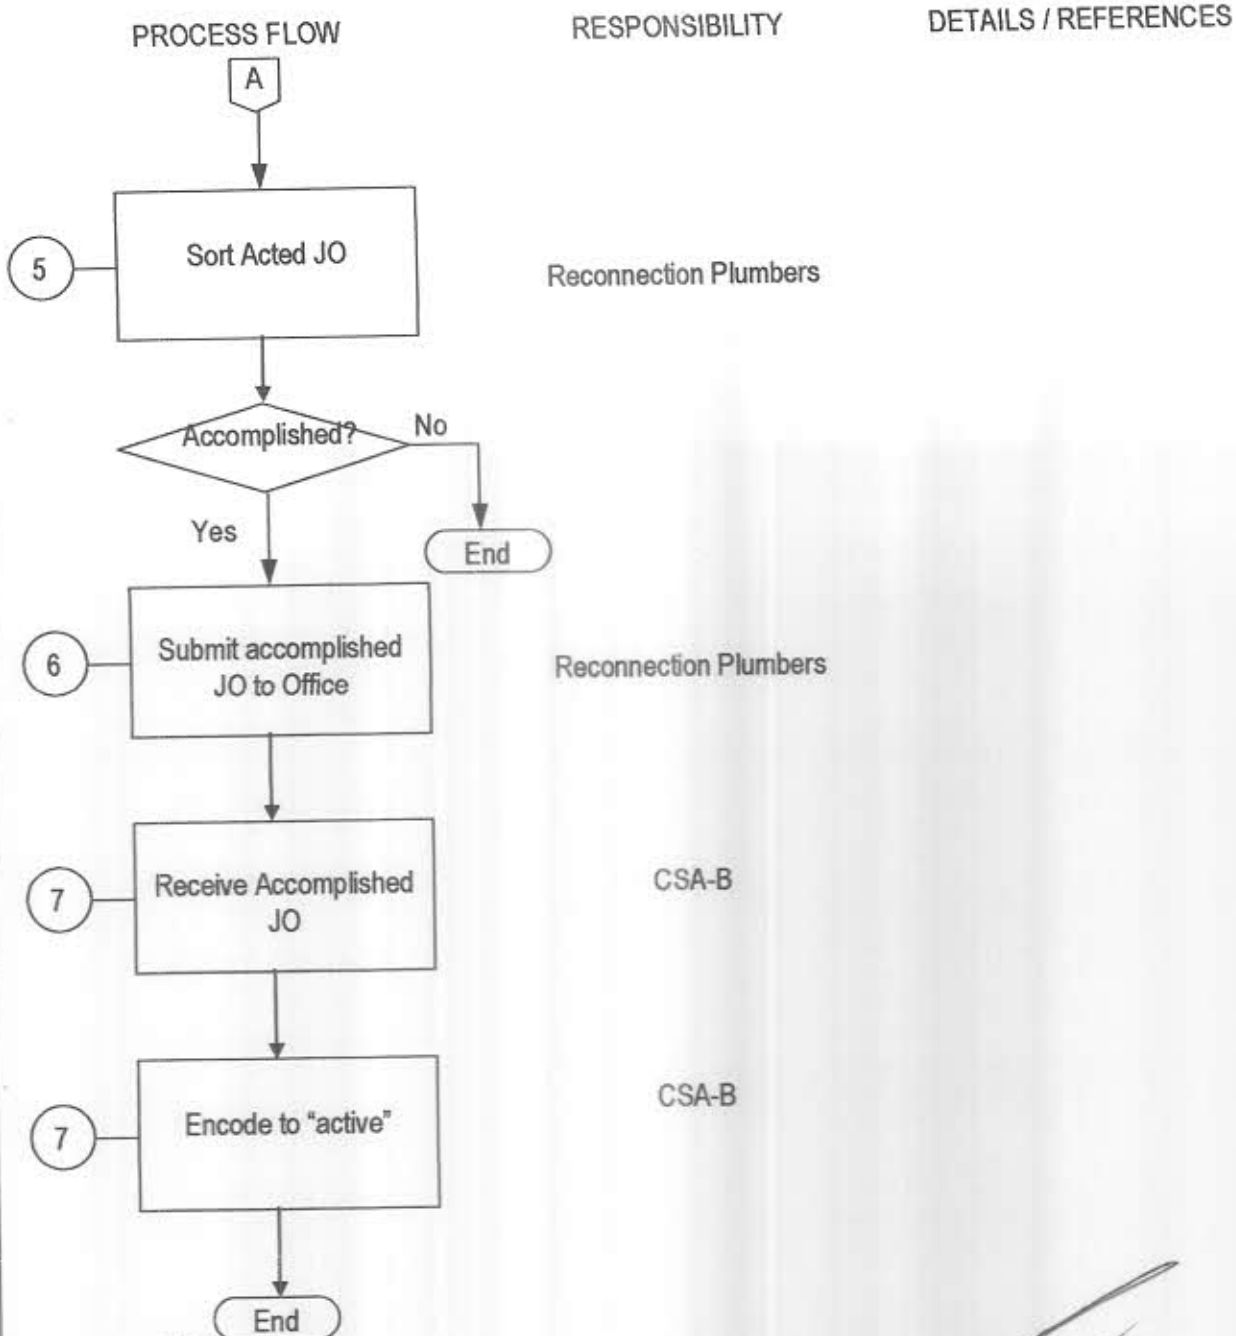 PROCESS FLOW
RESPONSIBILITY
DETAILS / REFERENCES
A
5
Sort Acted JO
Reconnection Plumbers
Accomplished?
No
Yes
End
6
Submit accomplished
JO to Office
Reconnection Plumbers
7
Receive Accomplished
JO
CSA-B
7
Encode to “active”
CSA-B
End